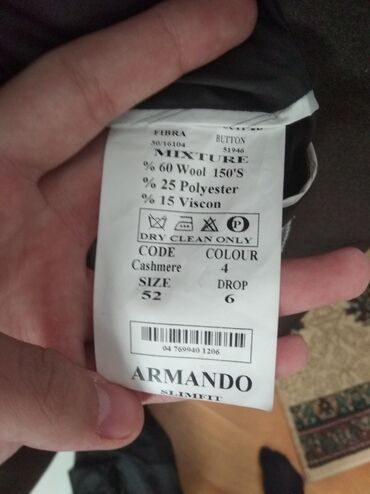 FIBRA BUTTON
30/16104 51946
MIXTURE
% 60 Wool 150'S
% 25 Polyester
% 15 Viscon
P
DRY CLEAN ONLY
CODE COLOUR
Cashmere 4
SIZE DROP
52 6
04 769940 1206
ARMANDO
SLIMFIT